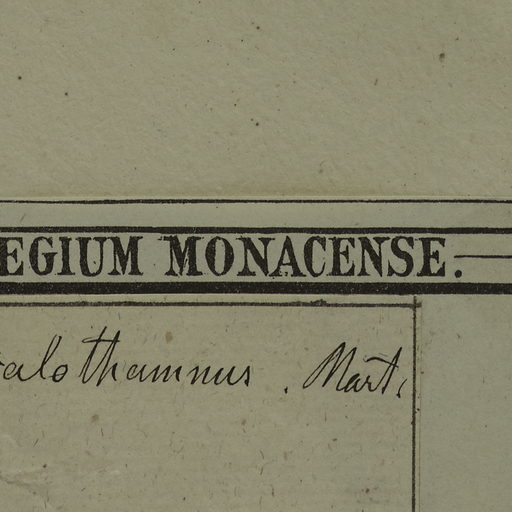 EGIUM MONACENSE.
alothamnus . Mart.